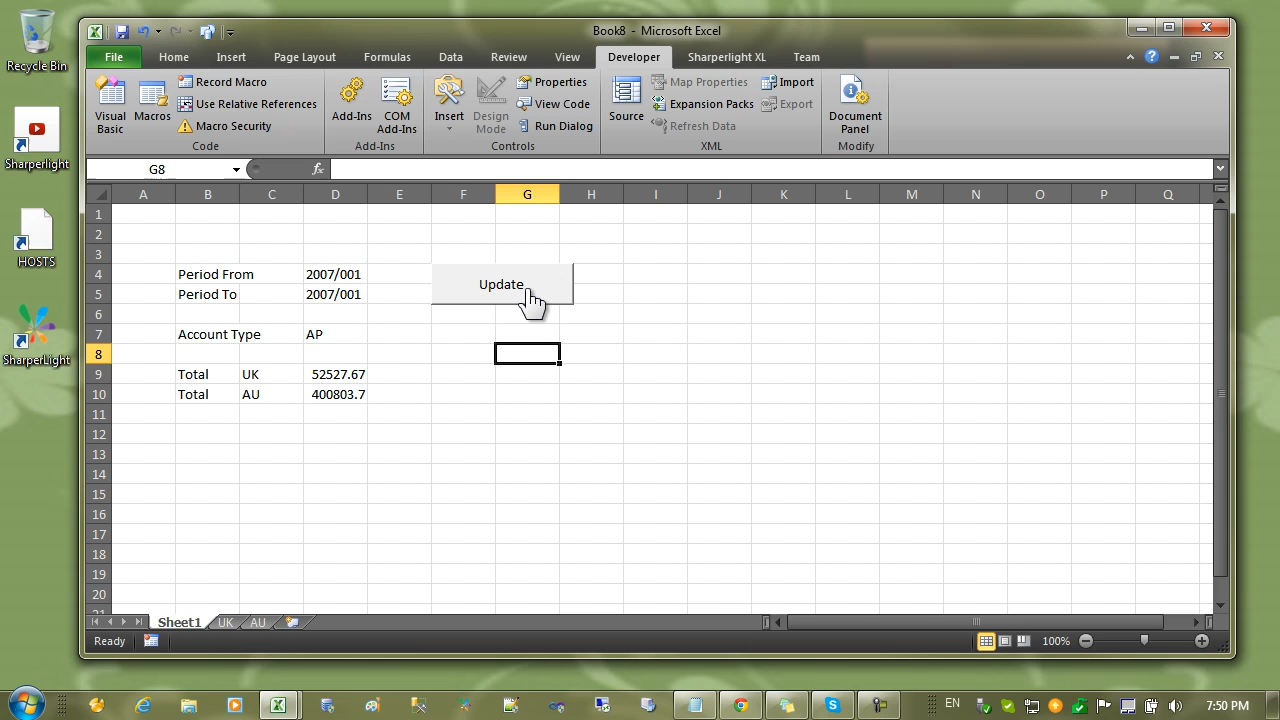 Book8 - Microsoft Excel
File Home Insert Page Layout Formulas Data Review View Developer Sharperlight XL Team
Visual Basic
Macros
Record Macro
Use Relative References
Macro Security
Code
Add-Ins
COM Add-Ins
Add-Ins
Insert
Design Mode
Properties
View Code
Run Dialog
Controls
Source
Map Properties
Expansion Packs
Refresh Data
Import
Export
XML
Document Panel
Modify
G8 fx
A B C D E F G H I J K L M N O P Q
1
2
3
4 Period From 2007/001
5 Period To 2007/001
Update
6
7 Account Type AP
8
9 Total UK 52527.67
10 Total AU 400803.7
11
12
13
14
15
16
17
18
19
20
21
Sheet1 UK AU
Ready 100%
Recycle Bin
Sharperlight
HOSTS
SharperLight
EN 7:50 PM